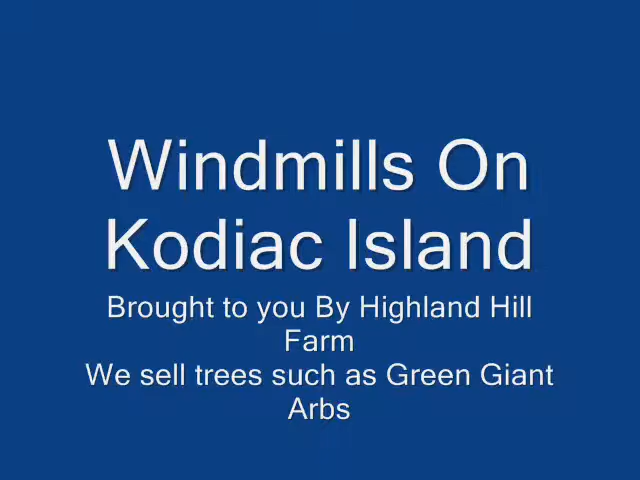 Windmills On
Kodiac Island
Brought to you By Highland Hill
Farm
We sell trees such as Green Giant
Arbs